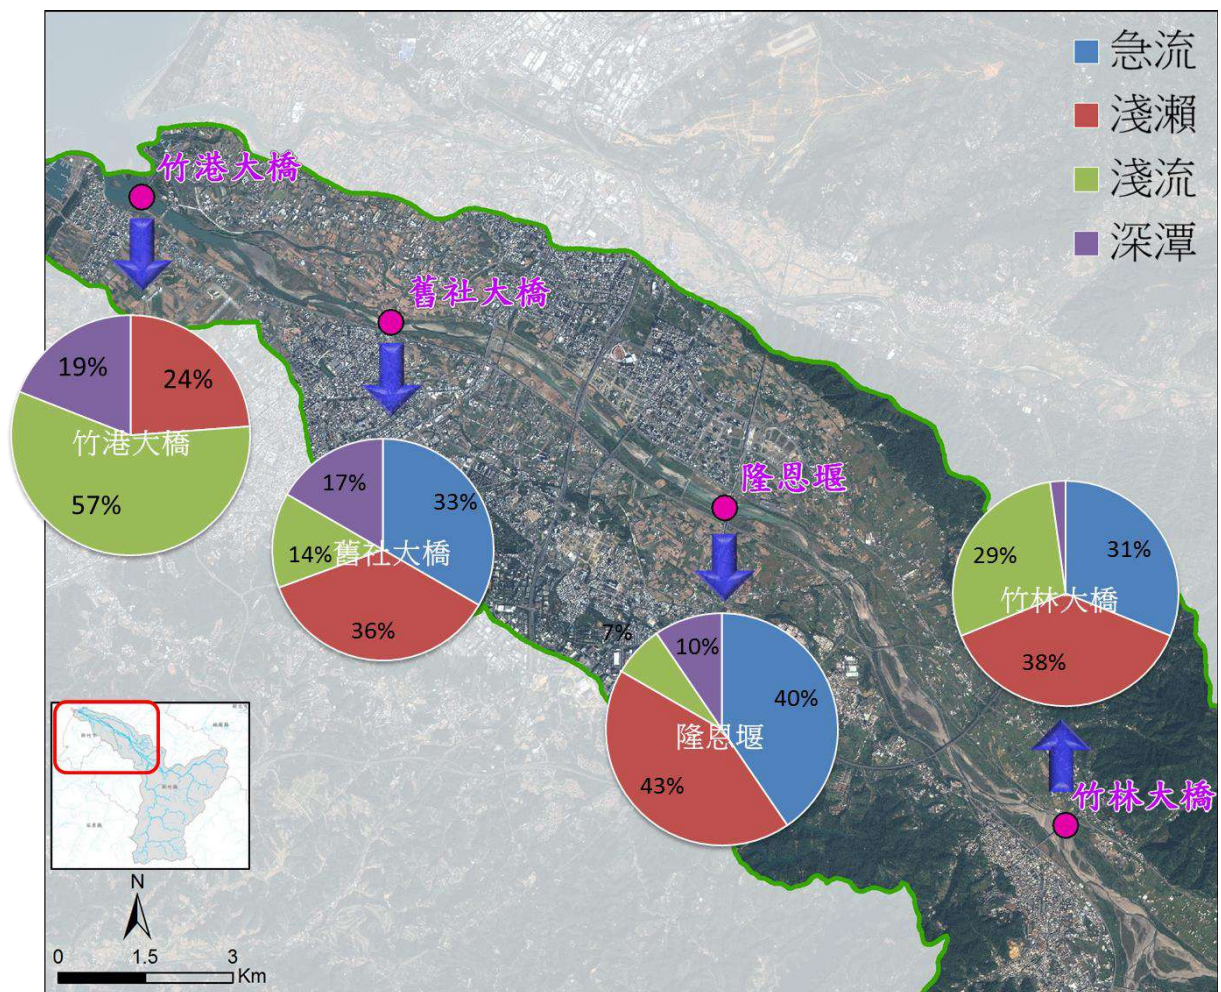 急流
淺瀨
淺流
深潭
竹港大橋
舊社大橋
隆恩堰
竹林大橋
19%
24%
竹港大橋
57%
17%
33%
14%
舊社大橋
36%
7%
10%
40%
隆恩堰
43%
29%
31%
竹林大橋
38%
N
0 1.5 3
Km